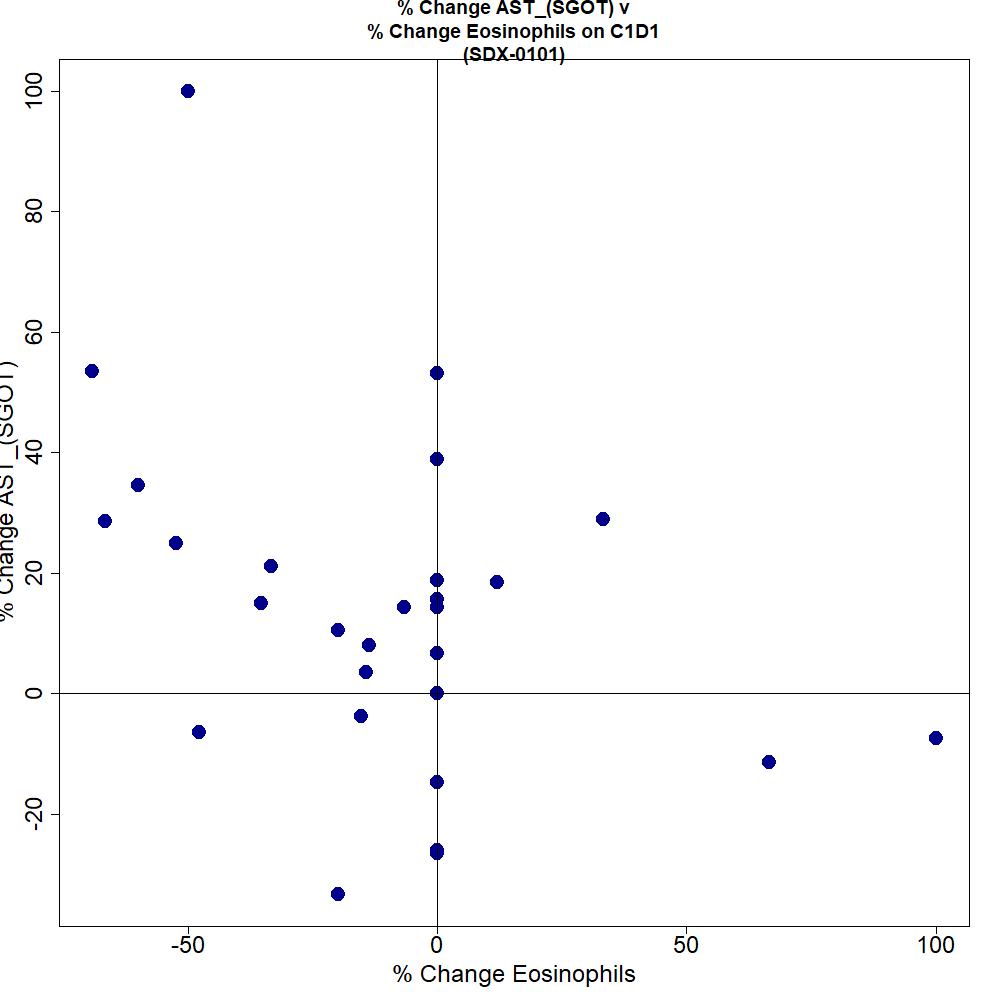 % Change AST_(SGOT) v
% Change Eosinophils on C1D1
(SDX-0101)
100
80
60
40
20
0
-20
% Change AST_(SGOT)
-50
0
50
100
% Change Eosinophils